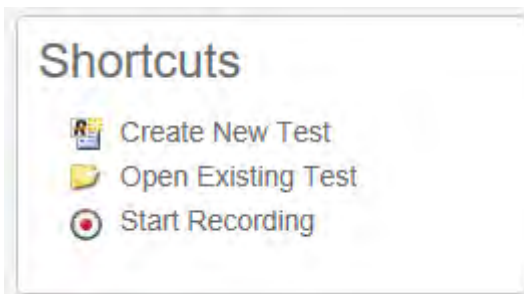 Shortcuts
Create New Test
Open Existing Test
Start Recording